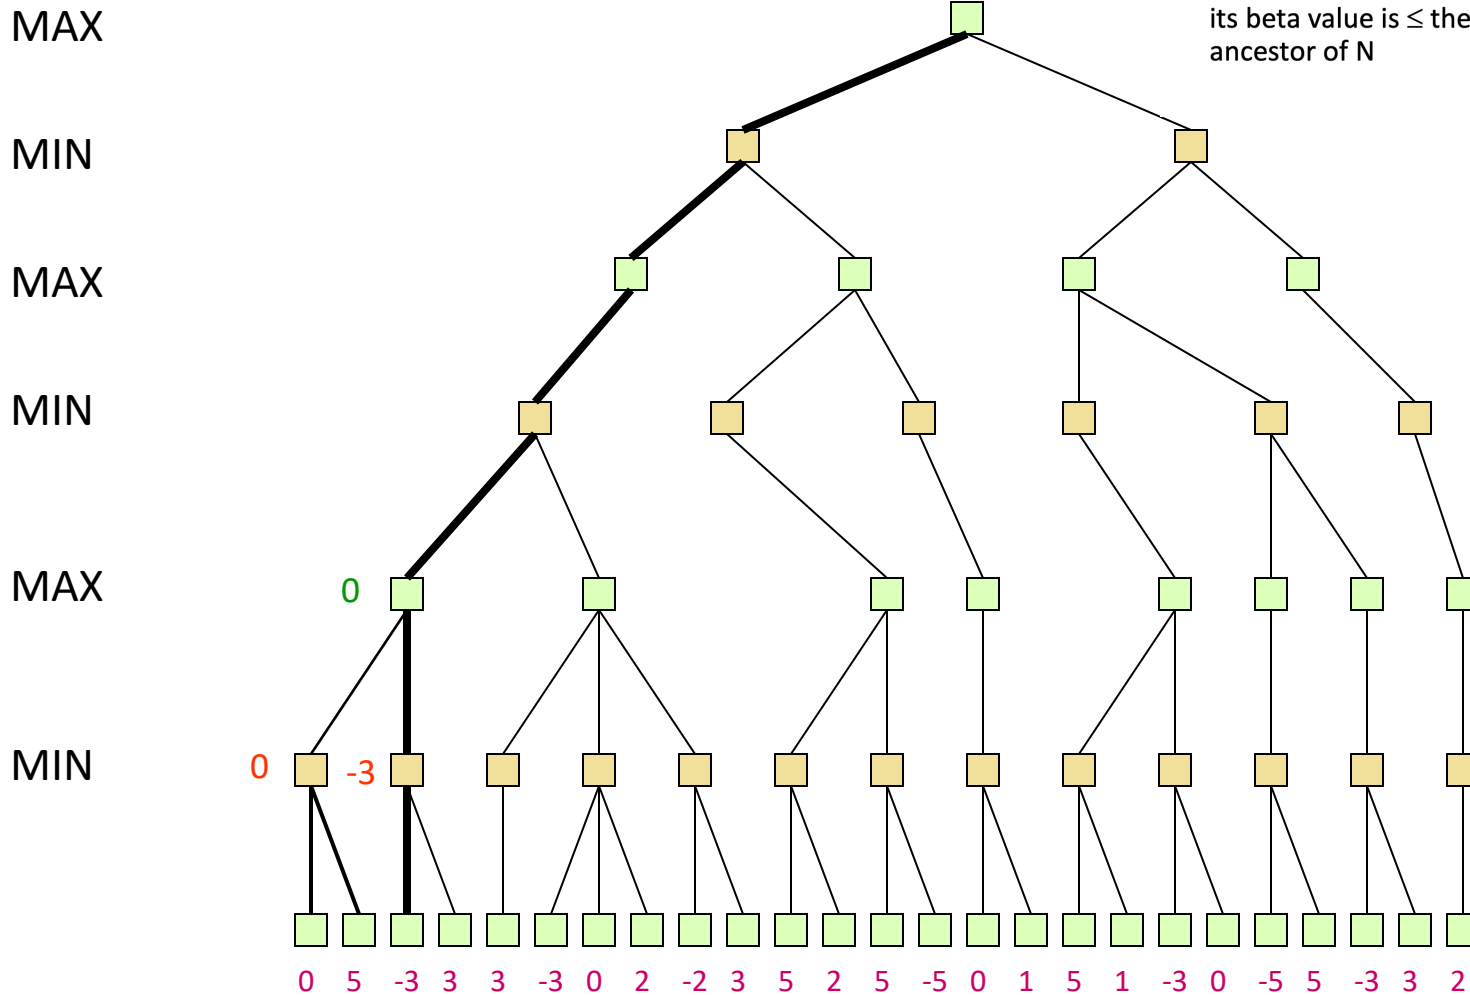 MAX
its beta value is ≤ the
ancestor of N
MIN
MAX
MIN
MAX
0
MIN
0
-3
0 5 -3 3 3 -3 0 2 -2 3 5 2 5 -5 0 1 5 1 -3 0 -5 5 -3 3 2